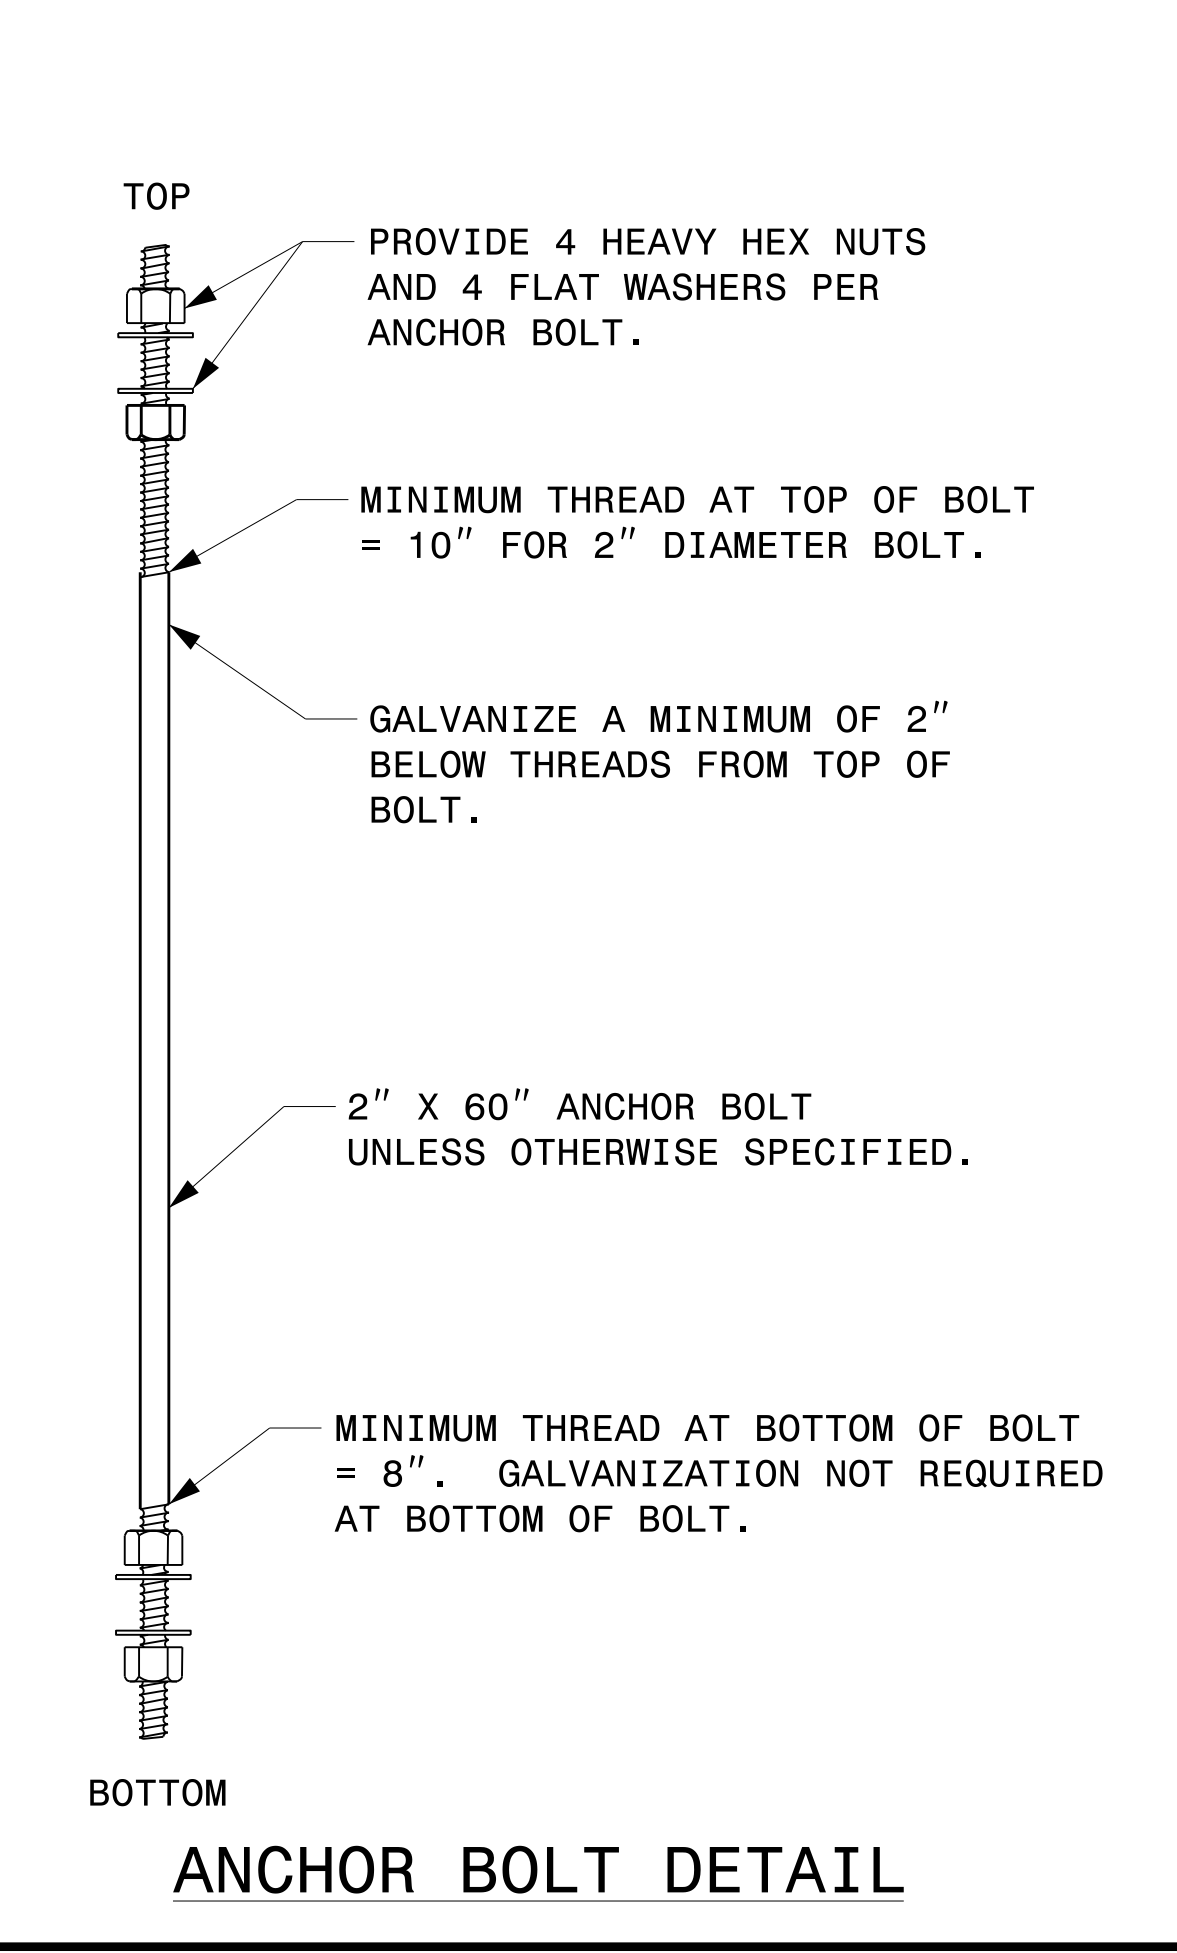 TOP
PROVIDE 4 HEAVY HEX NUTS
AND 4 FLAT WASHERS PER
ANCHOR BOLT.
MINIMUM THREAD AT TOP OF BOLT
= 10" FOR 2" DIAMETER BOLT.
GALVANIZE A MINIMUM OF 2"
BELOW THREADS FROM TOP OF
BOLT.
2" X 60" ANCHOR BOLT
UNLESS OTHERWISE SPECIFIED.
MINIMUM THREAD AT BOTTOM OF BOLT
= 8". GALVANIZATION NOT REQUIRED
AT BOTTOM OF BOLT.
BOTTOM
ANCHOR BOLT DETAIL